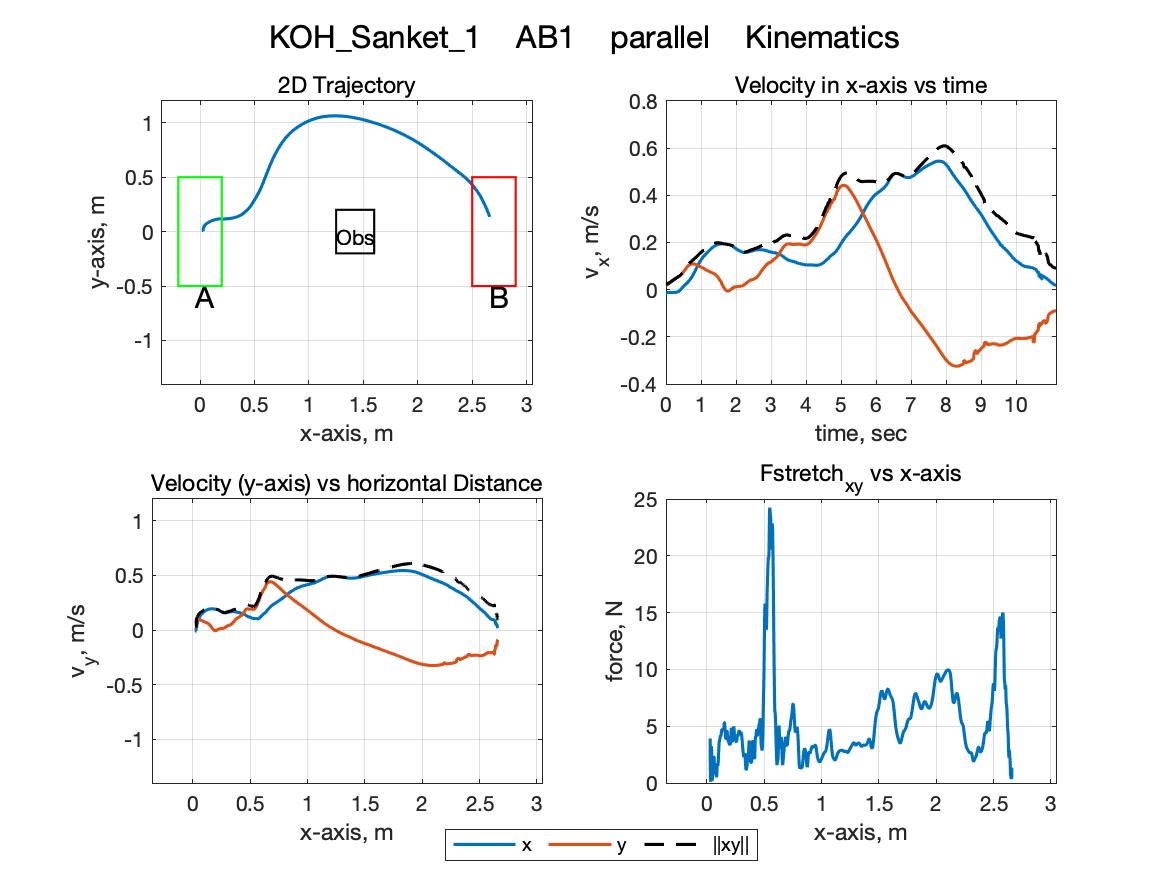 KOH_Sanket_1 AB1 parallel Kinematics
2D Trajectory
y-axis, m
1
0.5
0
-0.5
-1
Obs
A
B
0 0.5 1 1.5 2 2.5 3
x-axis, m
Velocity in x-axis vs time
v_x, m/s
0.8
0.6
0.4
0.2
0
-0.2
-0.4
0 1 2 3 4 5 6 7 8 9 10
time, sec
Velocity (y-axis) vs horizontal Distance
v_y, m/s
1
0.5
0
-0.5
-1
0 0.5 1 1.5 2 2.5 3
x-axis, m
Fstretch_xy vs x-axis
force, N
25
20
15
10
5
0
0 0.5 1 1.5 2 2.5 3
x-axis, m
x y ||xy||